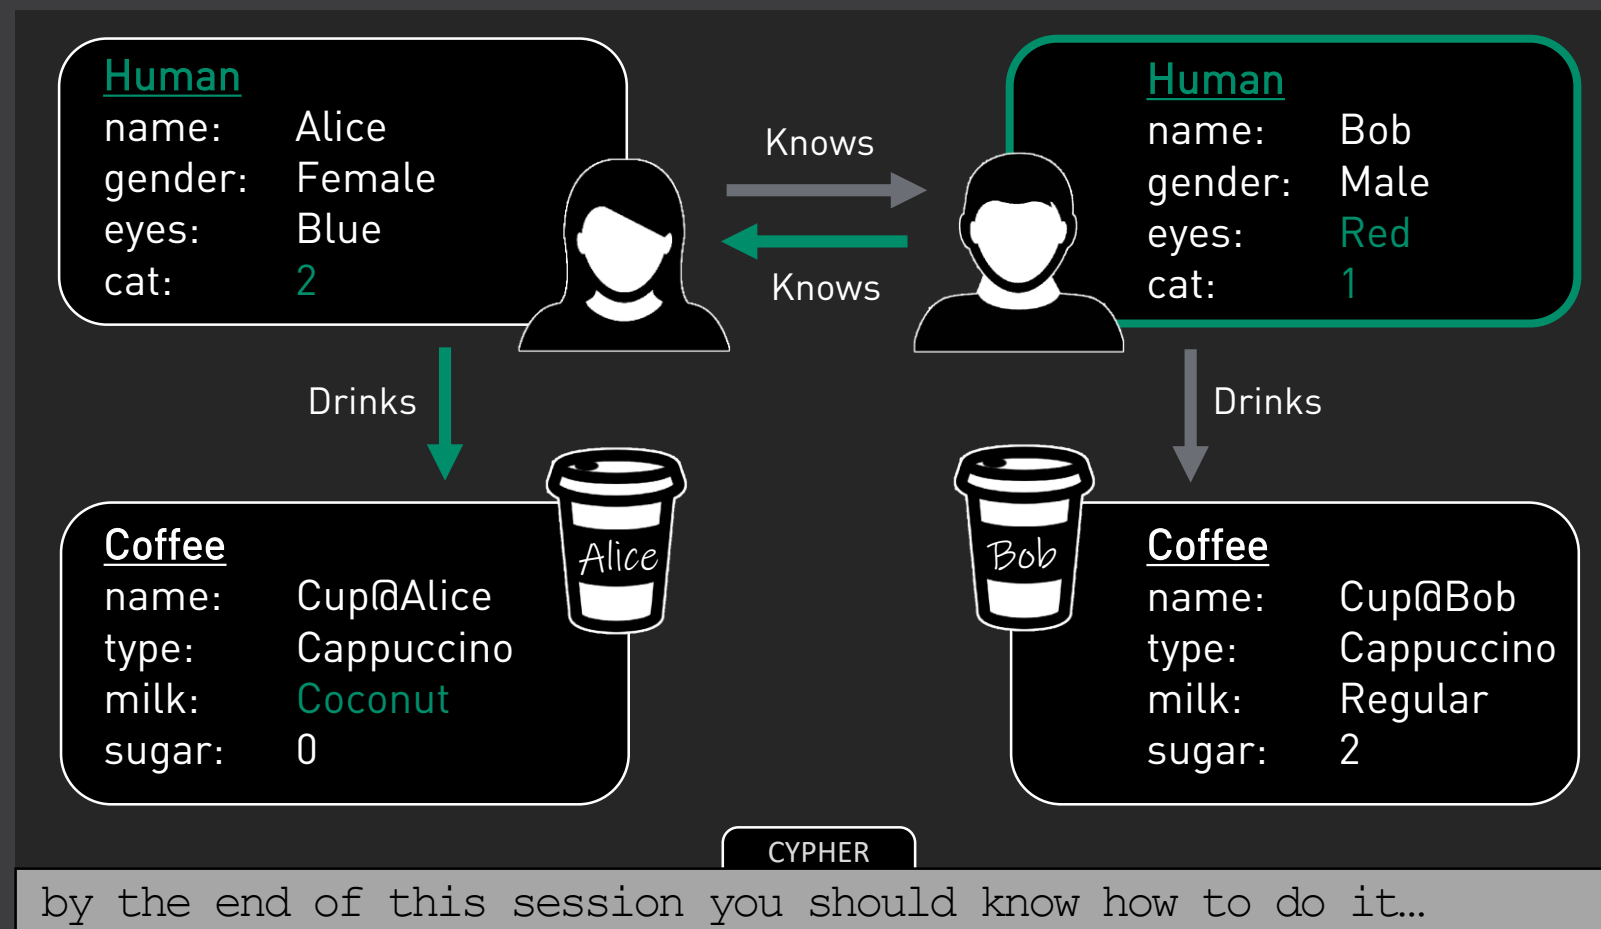 Human
name: Alice
gender: Female
eyes: Blue
cat: 2
Knows
Knows
Human
name: Bob
gender: Male
eyes: Red
cat: 1
Drinks
Drinks
Coffee
name: Cup@Alice
type: Cappuccino
milk: Coconut
sugar: 0
Alice
Bob
Coffee
name: Cup@Bob
type: Cappuccino
milk: Regular
sugar: 2
CYPHER
by the end of this session you should know how to do it…